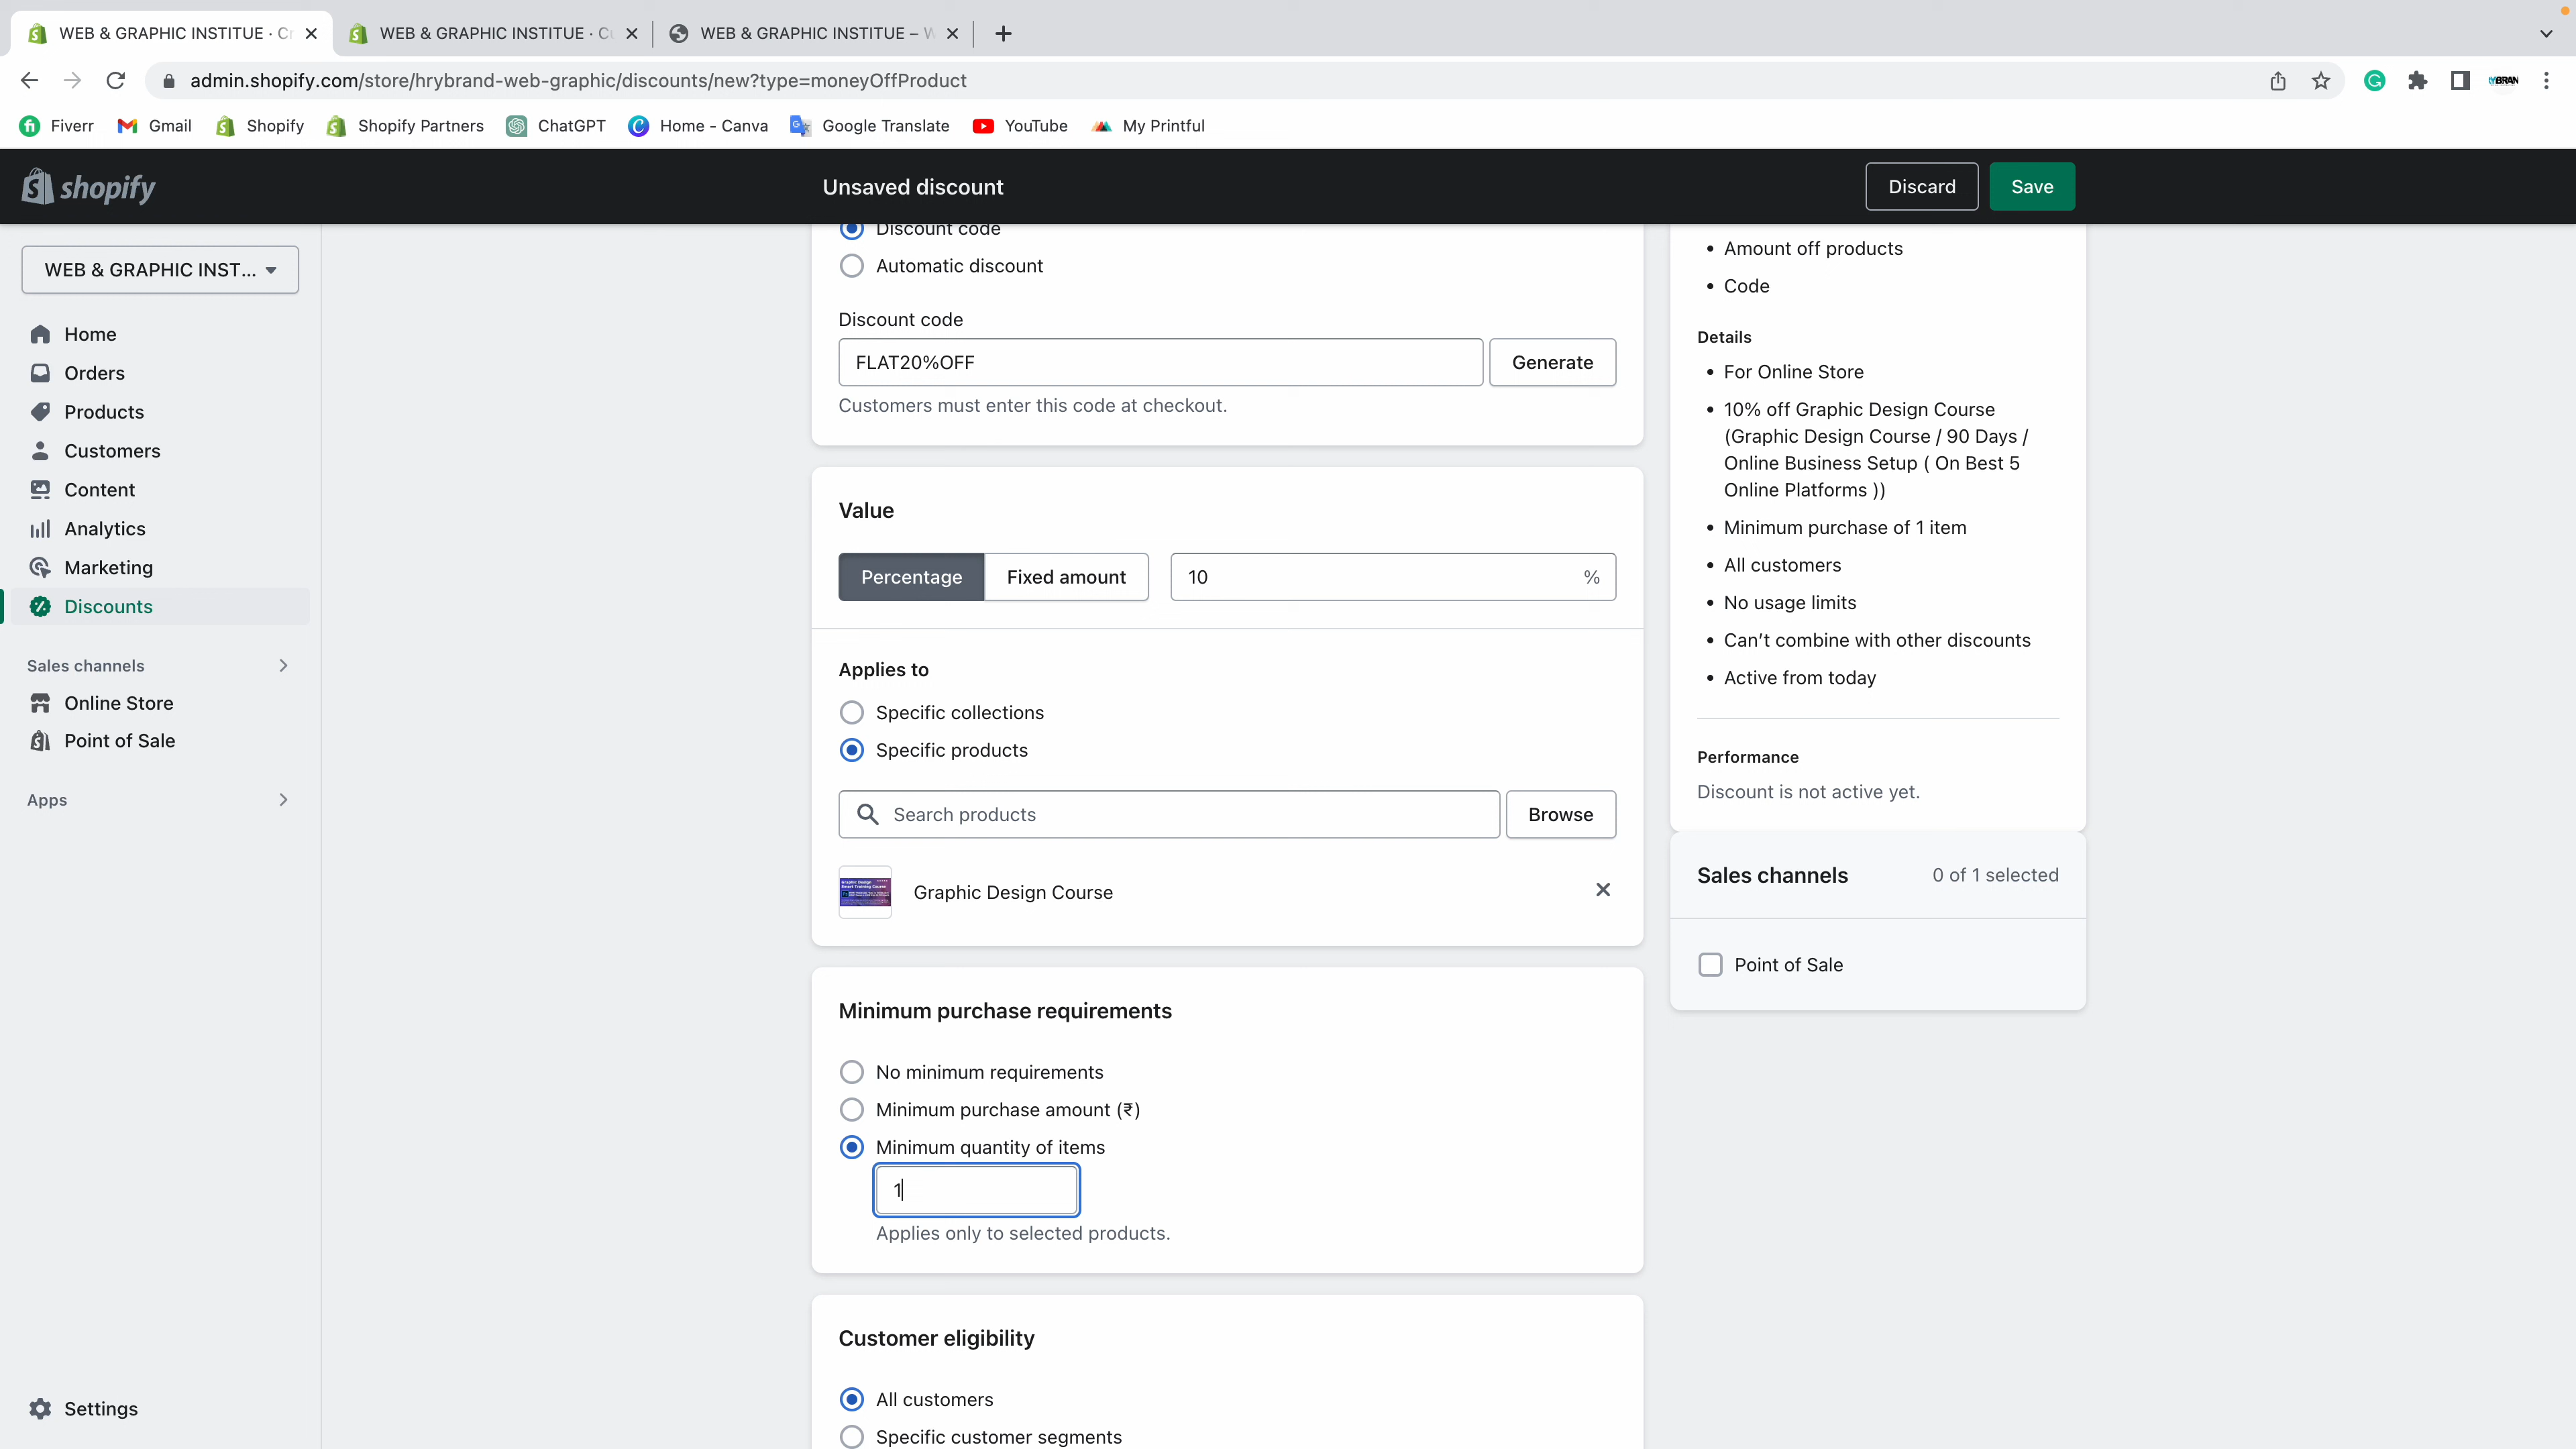 WEB & GRAPHIC INSTITUE · C
WEB & GRAPHIC INSTITUE · C
WEB & GRAPHIC INSTITUE –
admin.shopify.com/store/hrybrand-web-graphic/discounts/new?type=moneyOffProduct
Fiverr
Gmail
Shopify
Shopify Partners
ChatGPT
Home - Canva
Google Translate
YouTube
My Printful
shopify
Unsaved discount
Discard
Save
WEB & GRAPHIC INST...
Home
Orders
Products
Customers
Content
Analytics
Marketing
Discounts
Sales channels
Online Store
Point of Sale
Apps
Settings
Discount code
Automatic discount
Discount code
FLAT20%OFF
Generate
Customers must enter this code at checkout.
Value
Percentage
Fixed amount
10
%
Applies to
Specific collections
Specific products
Search products
Browse
Graphic Design Course
Minimum purchase requirements
No minimum requirements
Minimum purchase amount (₹)
Minimum quantity of items
1
Applies only to selected products.
Customer eligibility
All customers
Specific customer segments
• Amount off products
• Code
Details
• For Online Store
• 10% off Graphic Design Course
(Graphic Design Course / 90 Days /
Online Business Setup ( On Best 5
Online Platforms ))
• Minimum purchase of 1 item
• All customers
• No usage limits
• Can't combine with other discounts
• Active from today
Performance
Discount is not active yet.
Sales channels
0 of 1 selected
Point of Sale